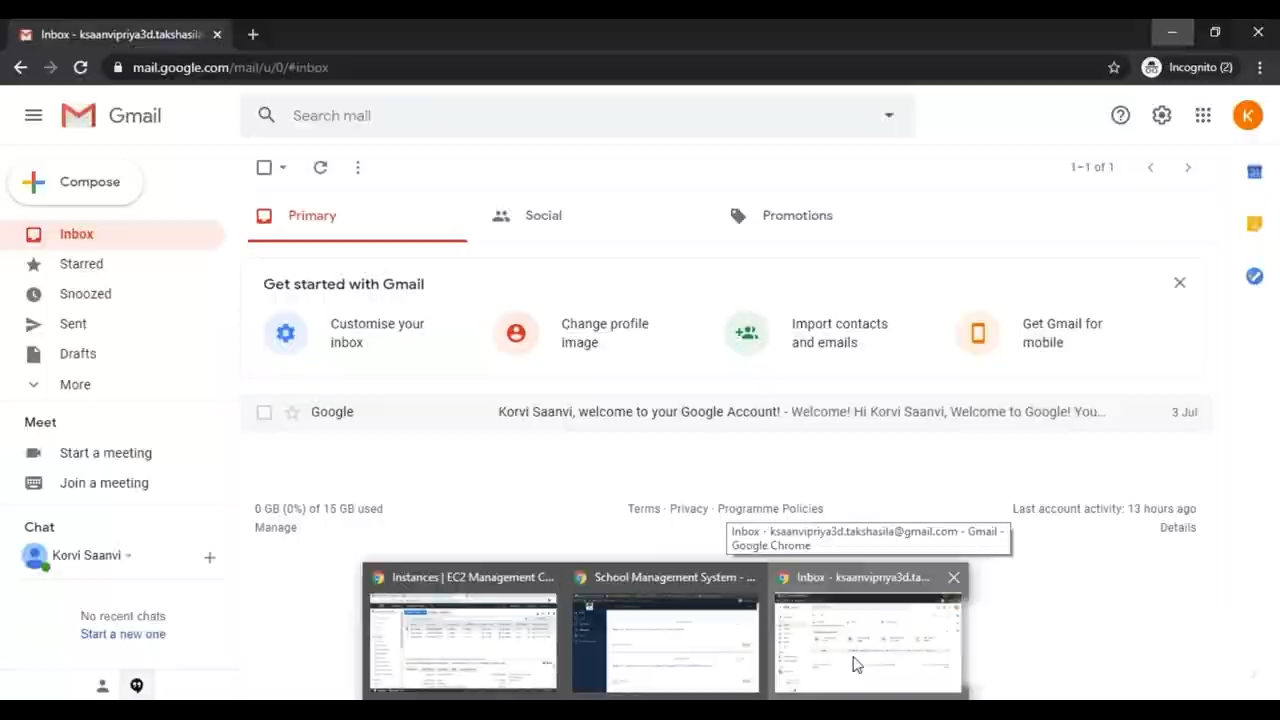 Inbox - ksaanvipriya3d.takshasila
mail.google.com/mail/u/0/#inbox
Incognito (2)
Gmail
Search mail
K
Compose
1–1 of 1
Primary
Social
Promotions
Inbox
Starred
Snoozed
Sent
Drafts
More
Get started with Gmail
Customise your
inbox
Change profile
image
Import contacts
and emails
Get Gmail for
mobile
Google
Korvi Saanvi, welcome to your Google Account! - Welcome! Hi Korvi Saanvi, Welcome to Google! You...
3 Jul
Meet
Start a meeting
Join a meeting
0 GB (0%) of 15 GB used
Manage
Terms · Privacy · Programme Policies
Last account activity: 13 hours ago
Details
Inbox - ksaanvipriya3d.takshasila@gmail.com - Gmail -
Google Chrome
Chat
Korvi Saanvi
No recent chats
Start a new one
Instances | EC2 Management C...
School Management System - ...
Inbox - ksaanvipriya3d.ta...